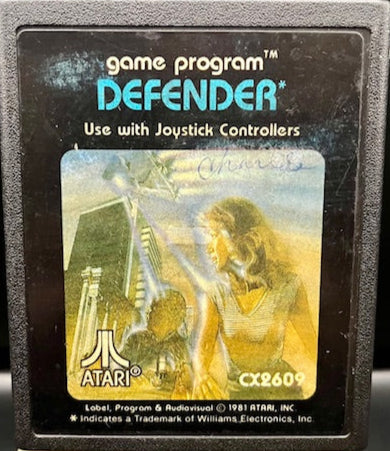 game program™
DEFENDER*
Use with Joystick Controllers
ATARI®
CX2609
Label, Program & Audiovisual © 1981 ATARI, INC.
* Indicates a Trademark of Williams Electronics, Inc.